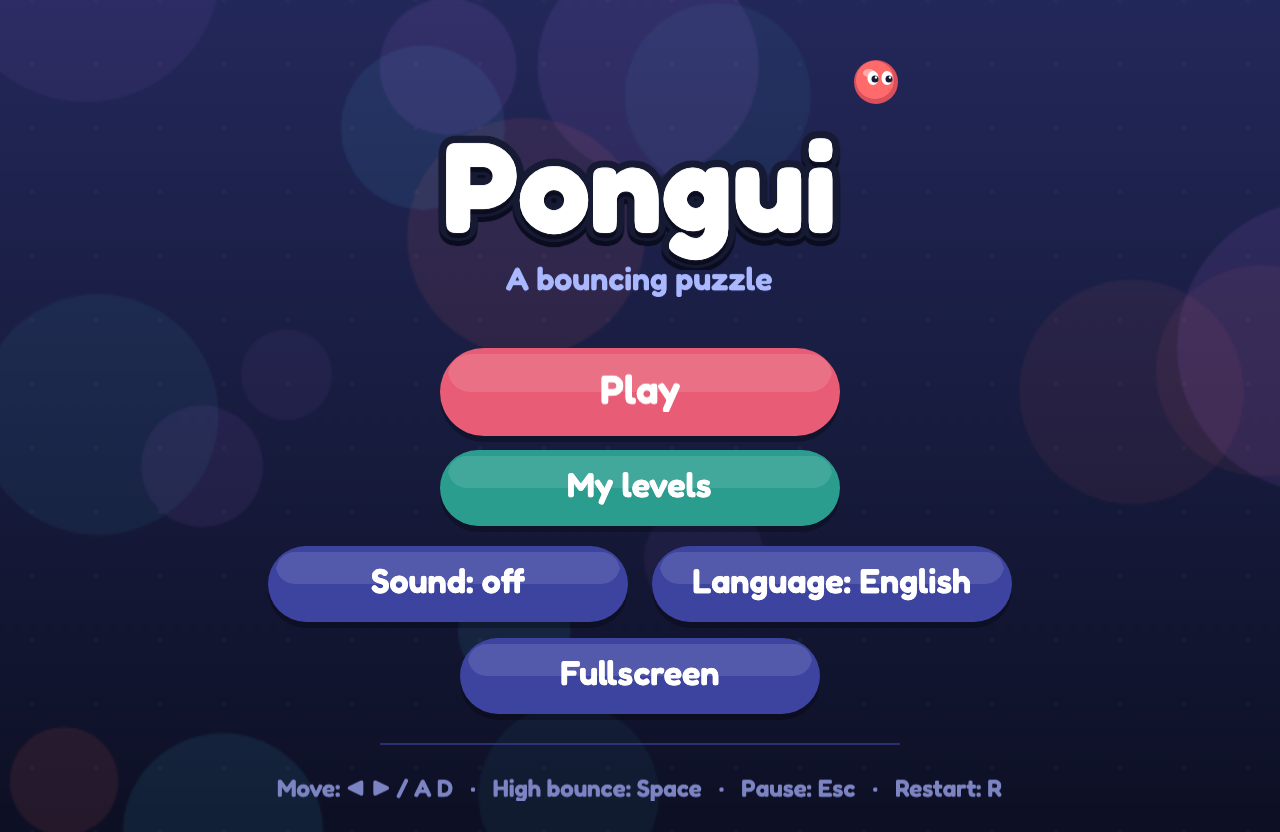 Pongui
A bouncing puzzle
Play
My levels
Sound: off
Language: English
Fullscreen
Move: ◀ ▶ / A D · High bounce: Space · Pause: Esc · Restart: R